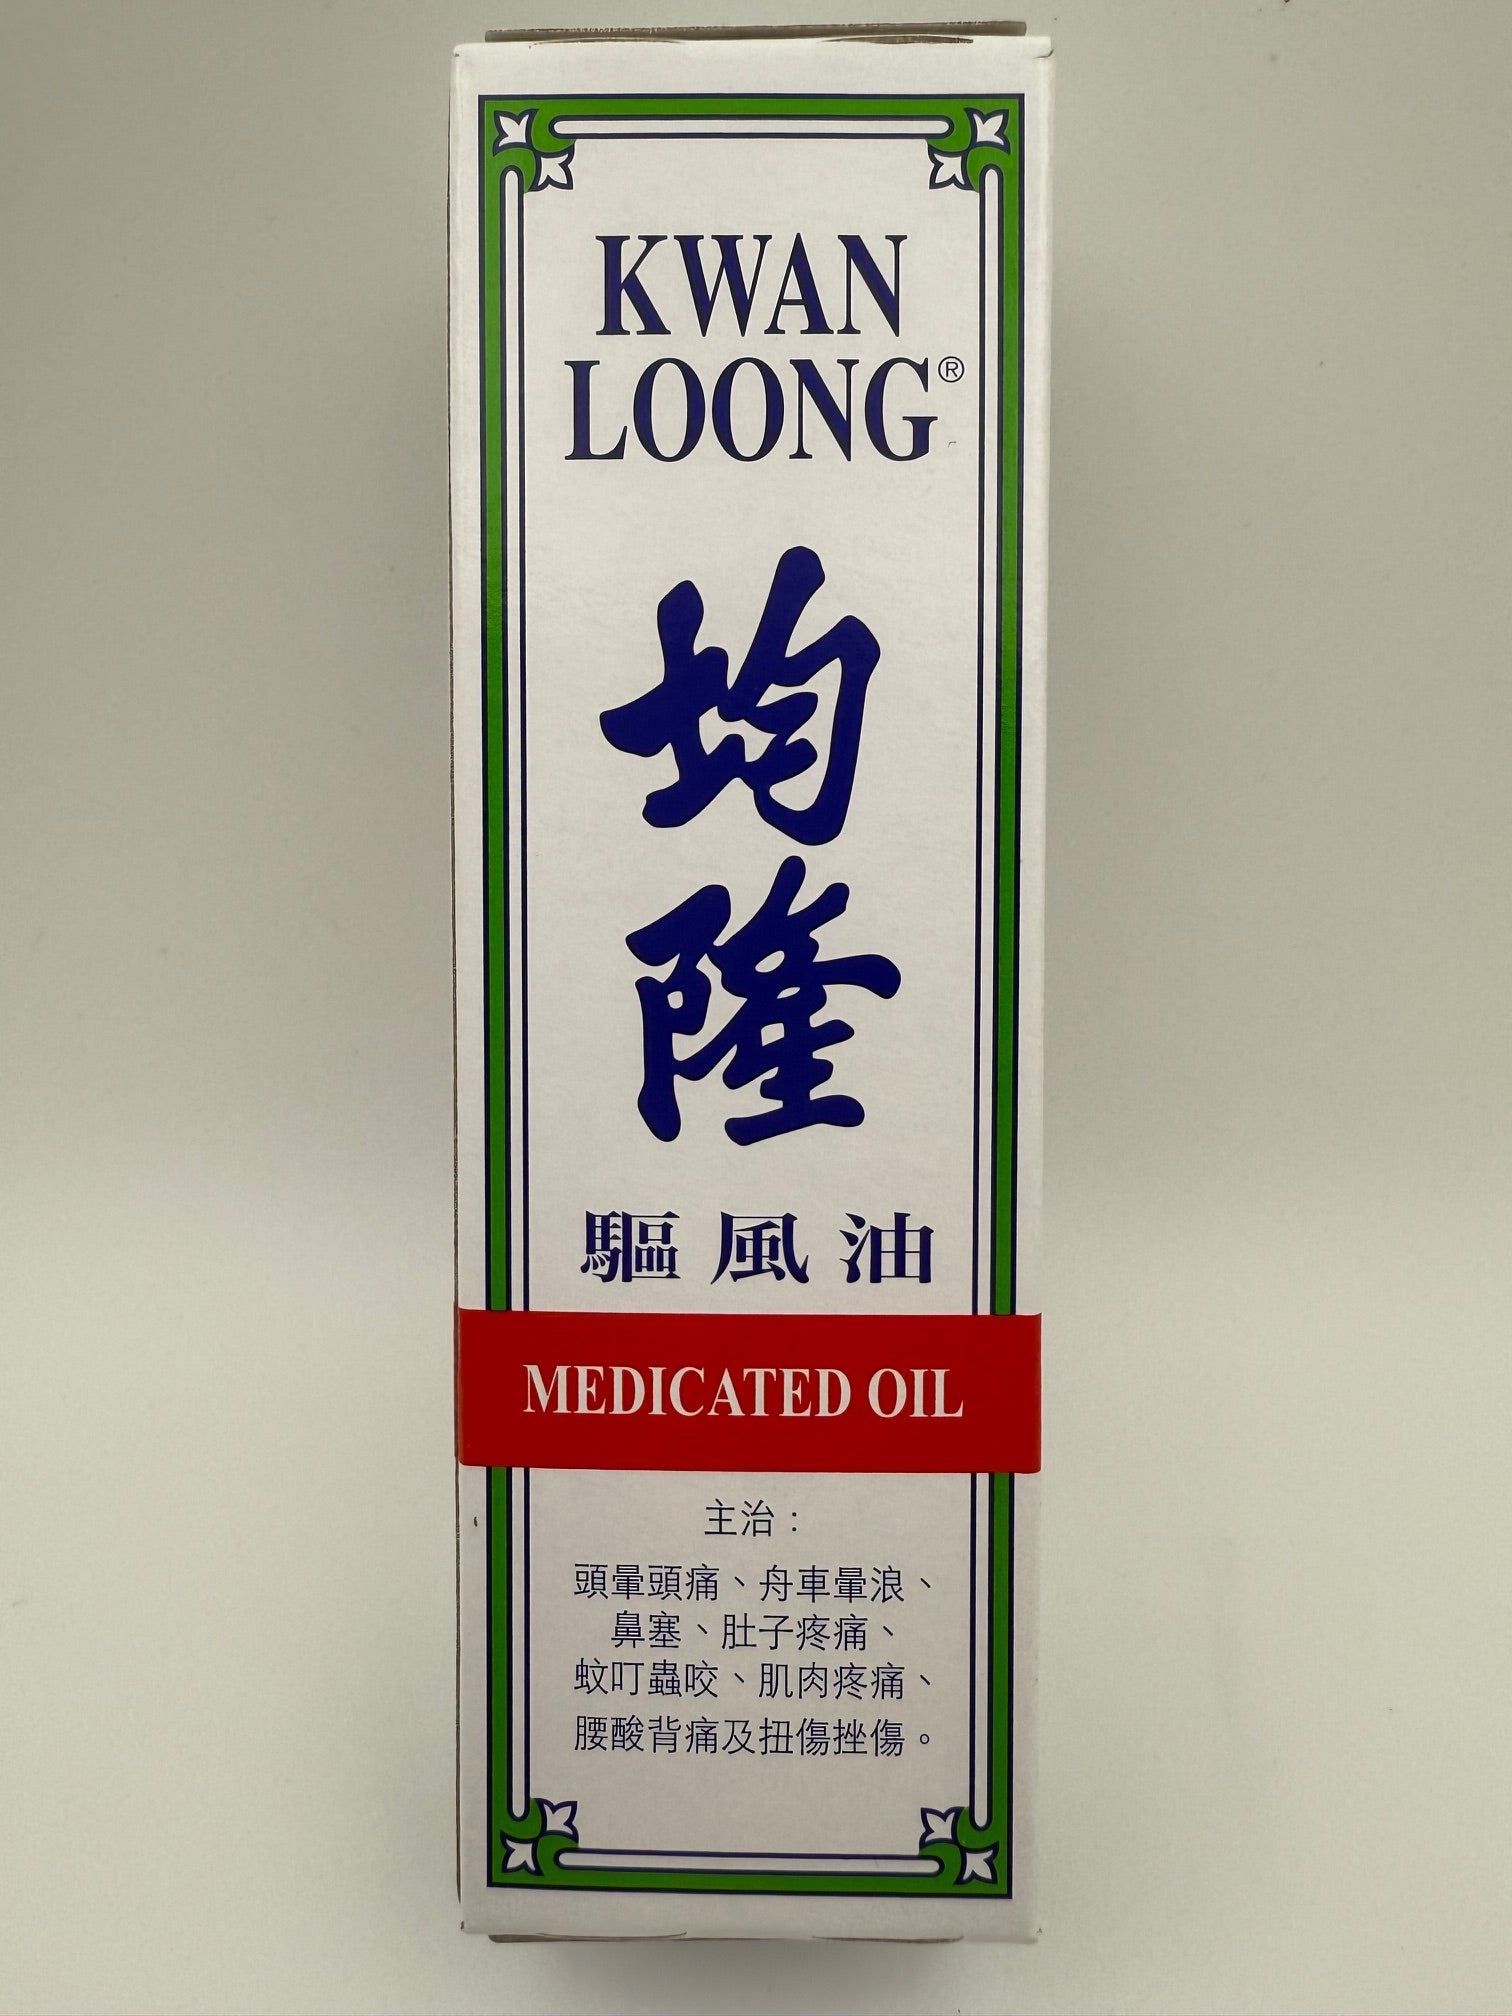 KWAN
LOONG®
均
隆
驅風油
MEDICATED OIL
主治：
頭暈頭痛、舟車暈浪、
鼻塞、肚子疼痛、
蚊叮蟲咬、肌肉疼痛、
腰酸背痛及扭傷挫傷。